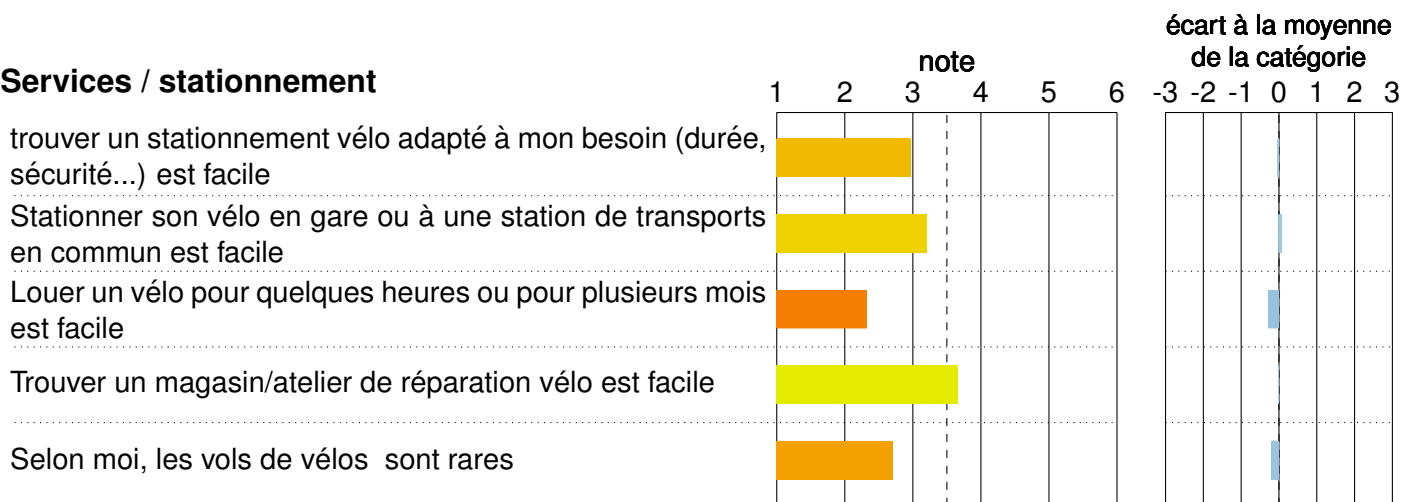 écart à la moyenne
note
de la catégorie
Services / stationnement
1 2 3 4 5 6 -3 -2 -1 0 1 2 3
trouver un stationnement vélo adapté à mon besoin (durée,
sécurité...) est facile
Stationner son vélo en gare ou à une station de transports
en commun est facile
Louer un vélo pour quelques heures ou pour plusieurs mois
est facile
Trouver un magasin/atelier de réparation vélo est facile
Selon moi, les vols de vélos sont rares